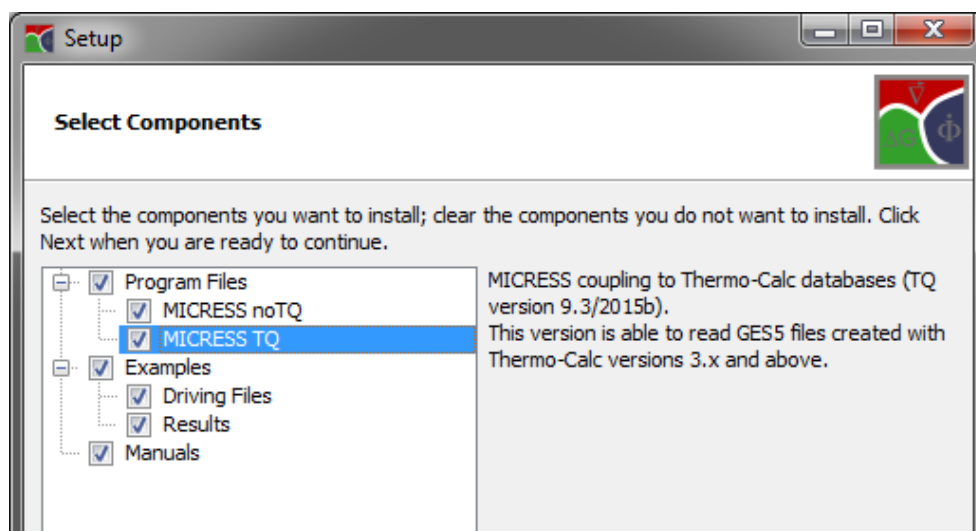 Setup
Select Components
Select the components you want to install; clear the components you do not want to install. Click
Next when you are ready to continue.
Program Files
MICRESS noTQ
MICRESS TQ
Examples
Driving Files
Results
Manuals
MICRESS coupling to Thermo-Calc databases (TQ
version 9.3/2015b).
This version is able to read GES5 files created with
Thermo-Calc versions 3.x and above.